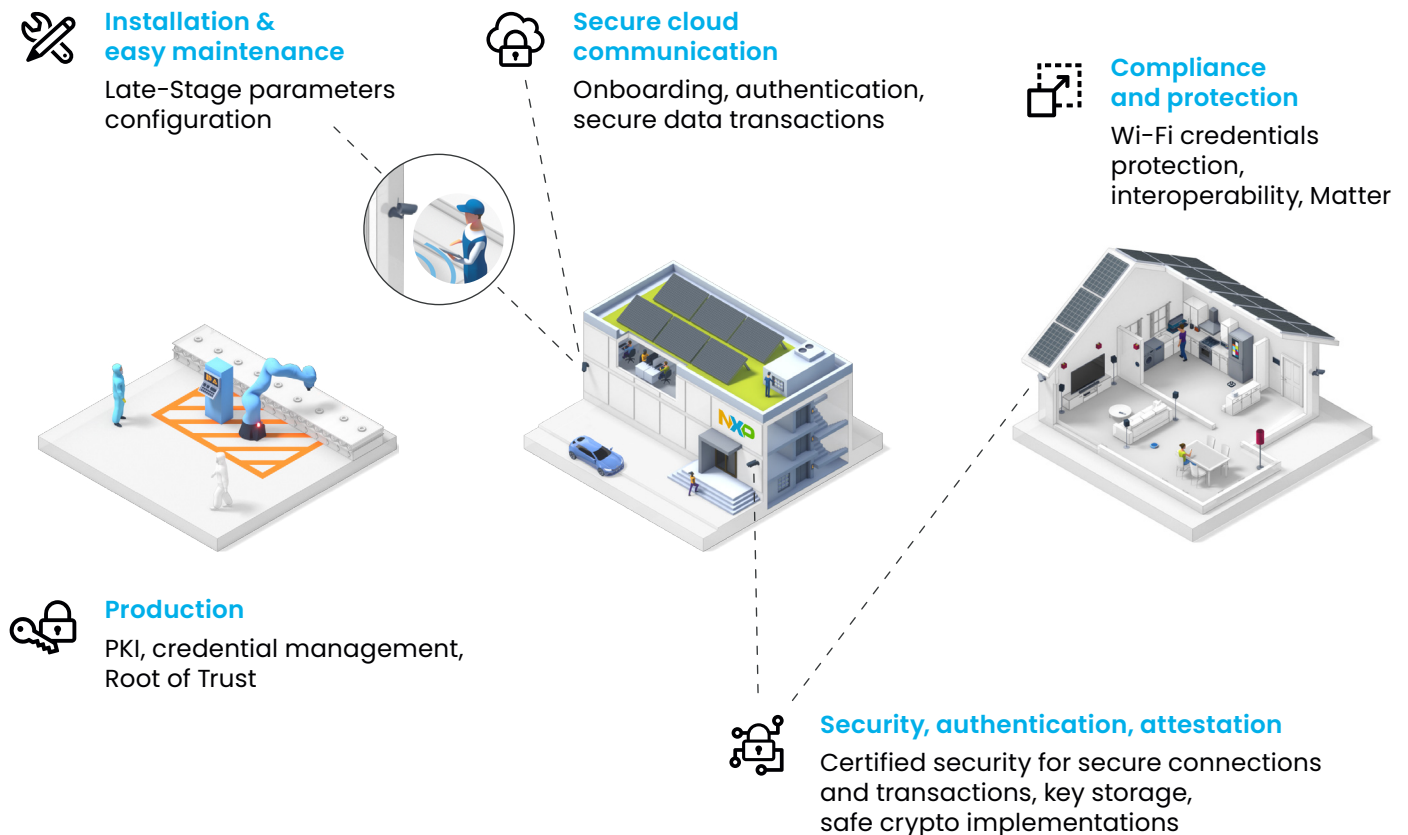 Installation &
easy maintenance
Late-Stage parameters
configuration
Secure cloud
communication
Onboarding, authentication,
secure data transactions
Compliance
and protection
Wi-Fi credentials
protection,
interoperability, Matter
NXP
Production
PKI, credential management,
Root of Trust
Security, authentication, attestation
Certified security for secure connections
and transactions, key storage,
safe crypto implementations